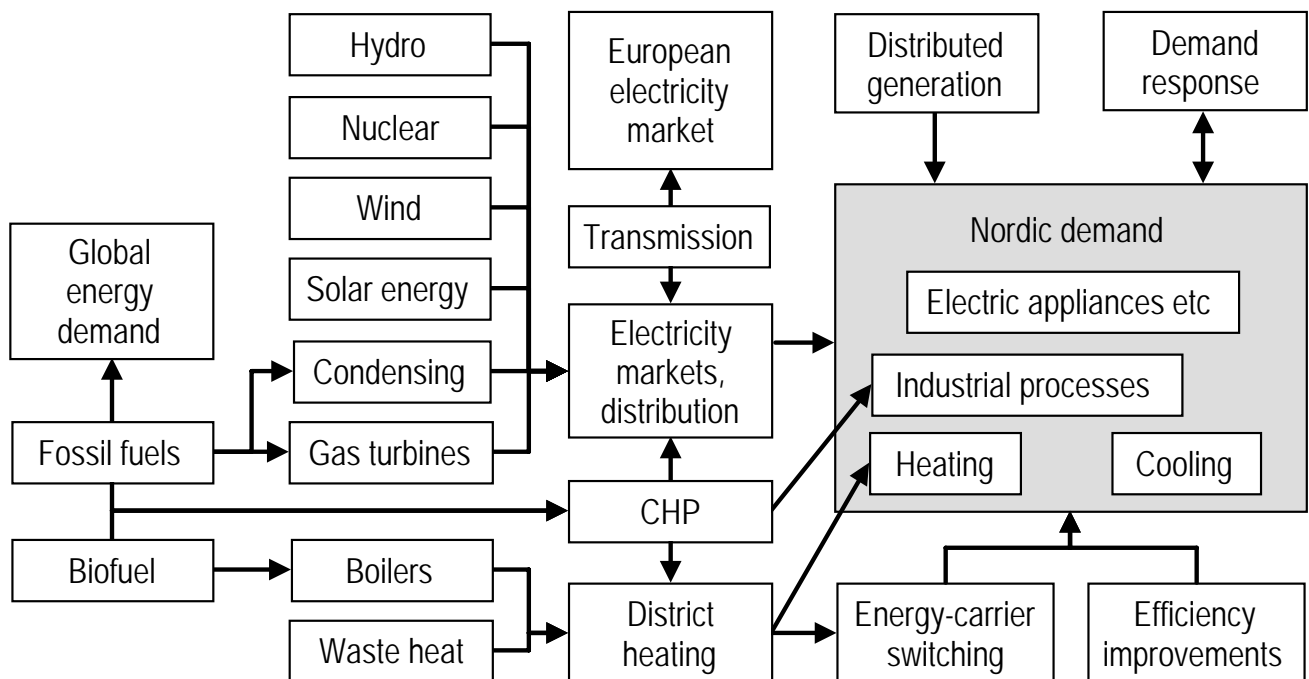 Hydro
Nuclear
Wind
Solar energy
Condensing
Gas turbines
Global
energy
demand
Fossil fuels
Biofuel
Boilers
Waste heat
European
electricity
market
Transmission
Electricity
markets,
distribution
CHP
District
heating
Distributed
generation
Demand
response
Nordic demand
Electric appliances etc
Industrial processes
Heating
Cooling
Energy-carrier
switching
Efficiency
improvements